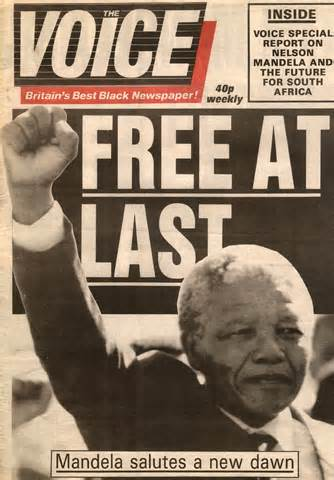 THE
VOICE
Britain's Best Black Newspaper!
40p
weekly
INSIDE
VOICE SPECIAL
REPORT ON
NELSON
MANDELA AND
THE FUTURE
FOR SOUTH
AFRICA
FREE AT
LAST
Mandela salutes a new dawn